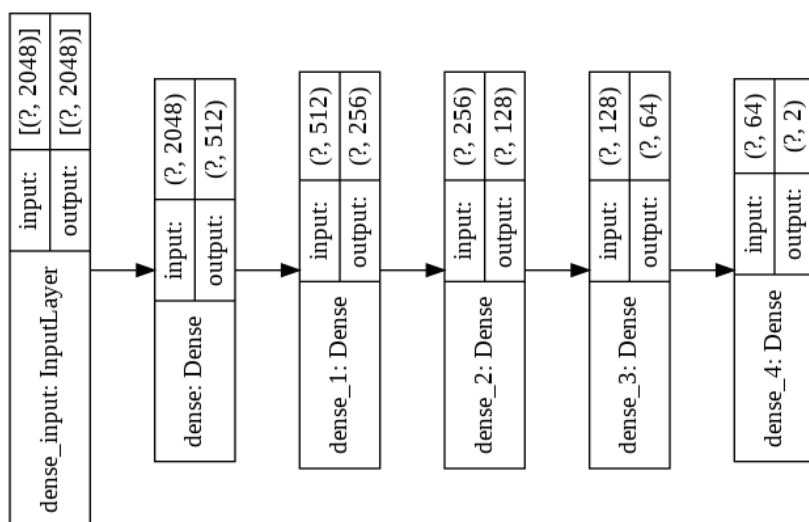 dense_input: InputLayer
input:
[(?, 2048)]
output:
[(?, 2048)]
dense: Dense
input:
(?, 2048)
output:
(?, 512)
dense_1: Dense
input:
(?, 512)
output:
(?, 256)
dense_2: Dense
input:
(?, 256)
output:
(?, 128)
dense_3: Dense
input:
(?, 128)
output:
(?, 64)
dense_4: Dense
input:
(?, 64)
output:
(?, 2)